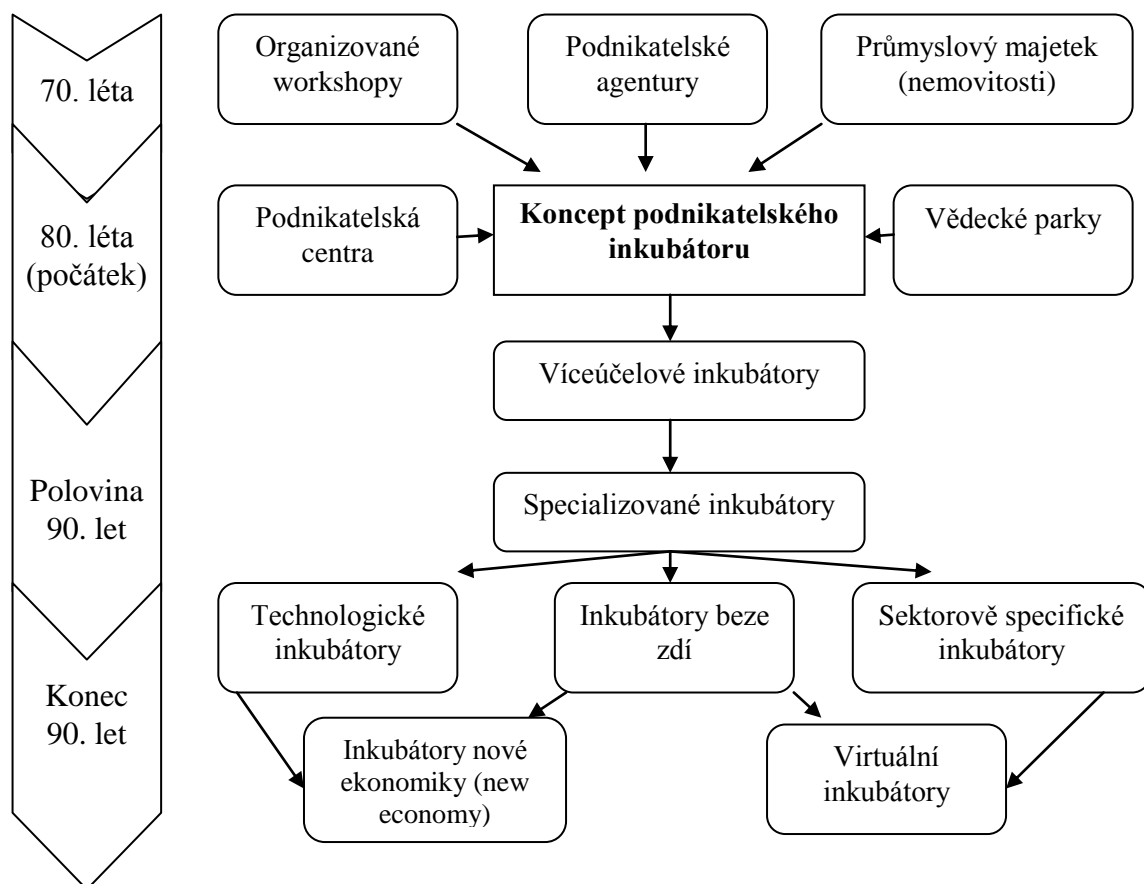 70. léta
Organizované
workshopy
Podnikatelské
agentury
Průmyslový majetek
(nemovitosti)
80. léta
(počátek)
Podnikatelská
centra
Koncept podnikatelského
inkubátoru
Vědecké parky
Víceúčelové inkubátory
Polovina
90. let
Specializované inkubátory
Technologické
inkubátory
Inkubátory beze
zdí
Sektorově specifické
inkubátory
Konec
90. let
Inkubátory nové
ekonomiky (new
economy)
Virtuální
inkubátory